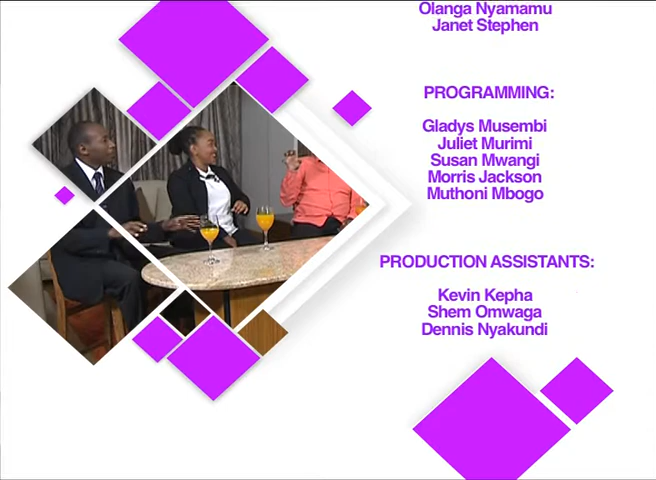 Olanga Nyamamu
Janet Stephen
PROGRAMMING:
Gladys Musembi
Juliet Murimi
Susan Mwangi
Morris Jackson
Muthoni Mbogo
PRODUCTION ASSISTANTS:
Kevin Kepha
Shem Omwaga
Dennis Nyakundi